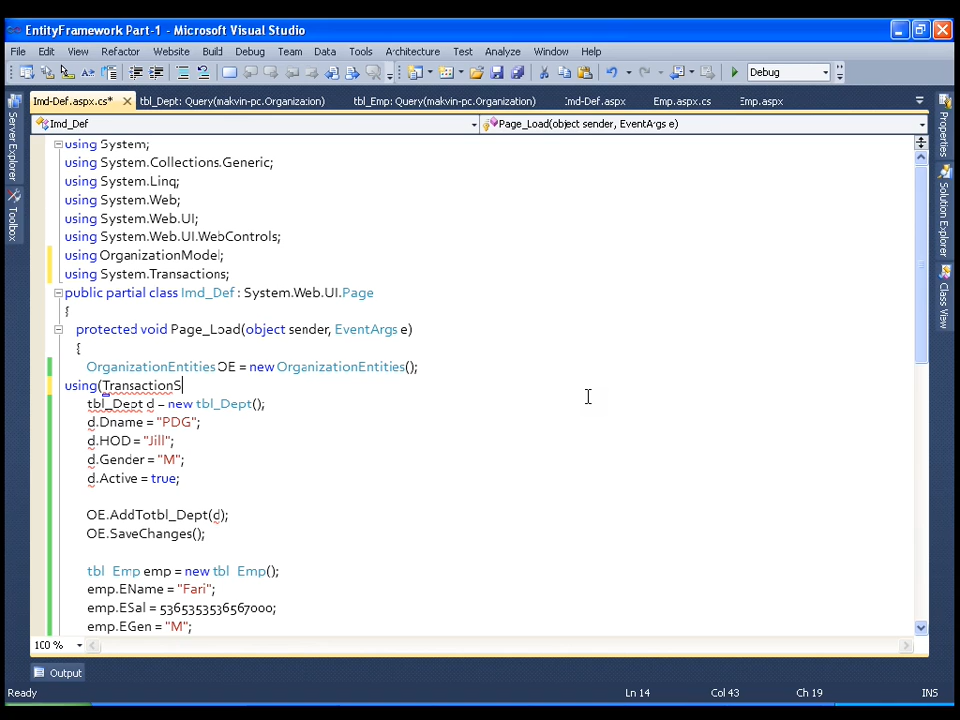 EntityFramework Part-1 - Microsoft Visual Studio
File Edit View Refactor Website Build Debug Team Data Tools Architecture Test Analyze Window Help
Debug
Imd-Def.aspx.cs* tbl_Dept: Query(makvin-pc.Organization) tbl_Emp: Query(makvin-pc.Organization) Imd-Def.aspx Emp.aspx.cs Emp.aspx
Imd_Def Page_Load(object sender, EventArgs e)
Server Explorer
Toolbox
Properties
Solution Explorer
Class View
using System;
using System.Collections.Generic;
using System.Linq;
using System.Web;
using System.Web.UI;
using System.Web.UI.WebControls;
using OrganizationModel;
using System.Transactions;
public partial class Imd_Def : System.Web.UI.Page
{
protected void Page_Load(object sender, EventArgs e)
{
OrganizationEntities OE = new OrganizationEntities();
using(TransactionS
tbl_Dept d = new tbl_Dept();
d.Dname = "PDG";
d.HOD = "Jill";
d.Gender = "M";
d.Active = true;
OE.AddTotbl_Dept(d);
OE.SaveChanges();
tbl_Emp emp = new tbl_Emp();
emp.EName = "Fari";
emp.ESal = 5365353536567000;
emp.EGen = "M";
100 %
Output
Ready Ln 14 Col 43 Ch 19 INS